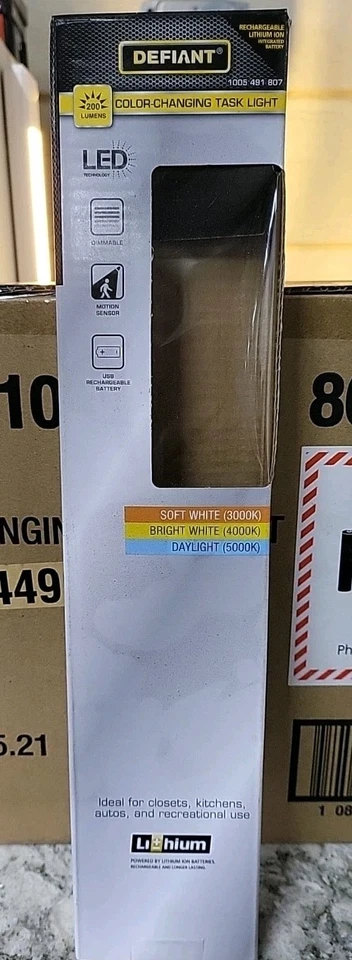 DEFIANT®
RECHARGEABLE
LITHIUM ION
INTEGRATED
BATTERY
1005 491 807
200
LUMENS
COLOR-CHANGING TASK LIGHT
LED
TECHNOLOGY
DIMMABLE
MOTION
SENSOR
USB
RECHARGEABLE
BATTERY
SOFT WHITE (3000K)
BRIGHT WHITE (4000K)
DAYLIGHT (5000K)
Ideal for closets, kitchens,
autos, and recreational use
Lithium
POWERED BY LITHIUM ION BATTERIES.
RECHARGEABLE AND LONGER LASTING.
10
NGIN
449
5.21
T
Ph
1 08